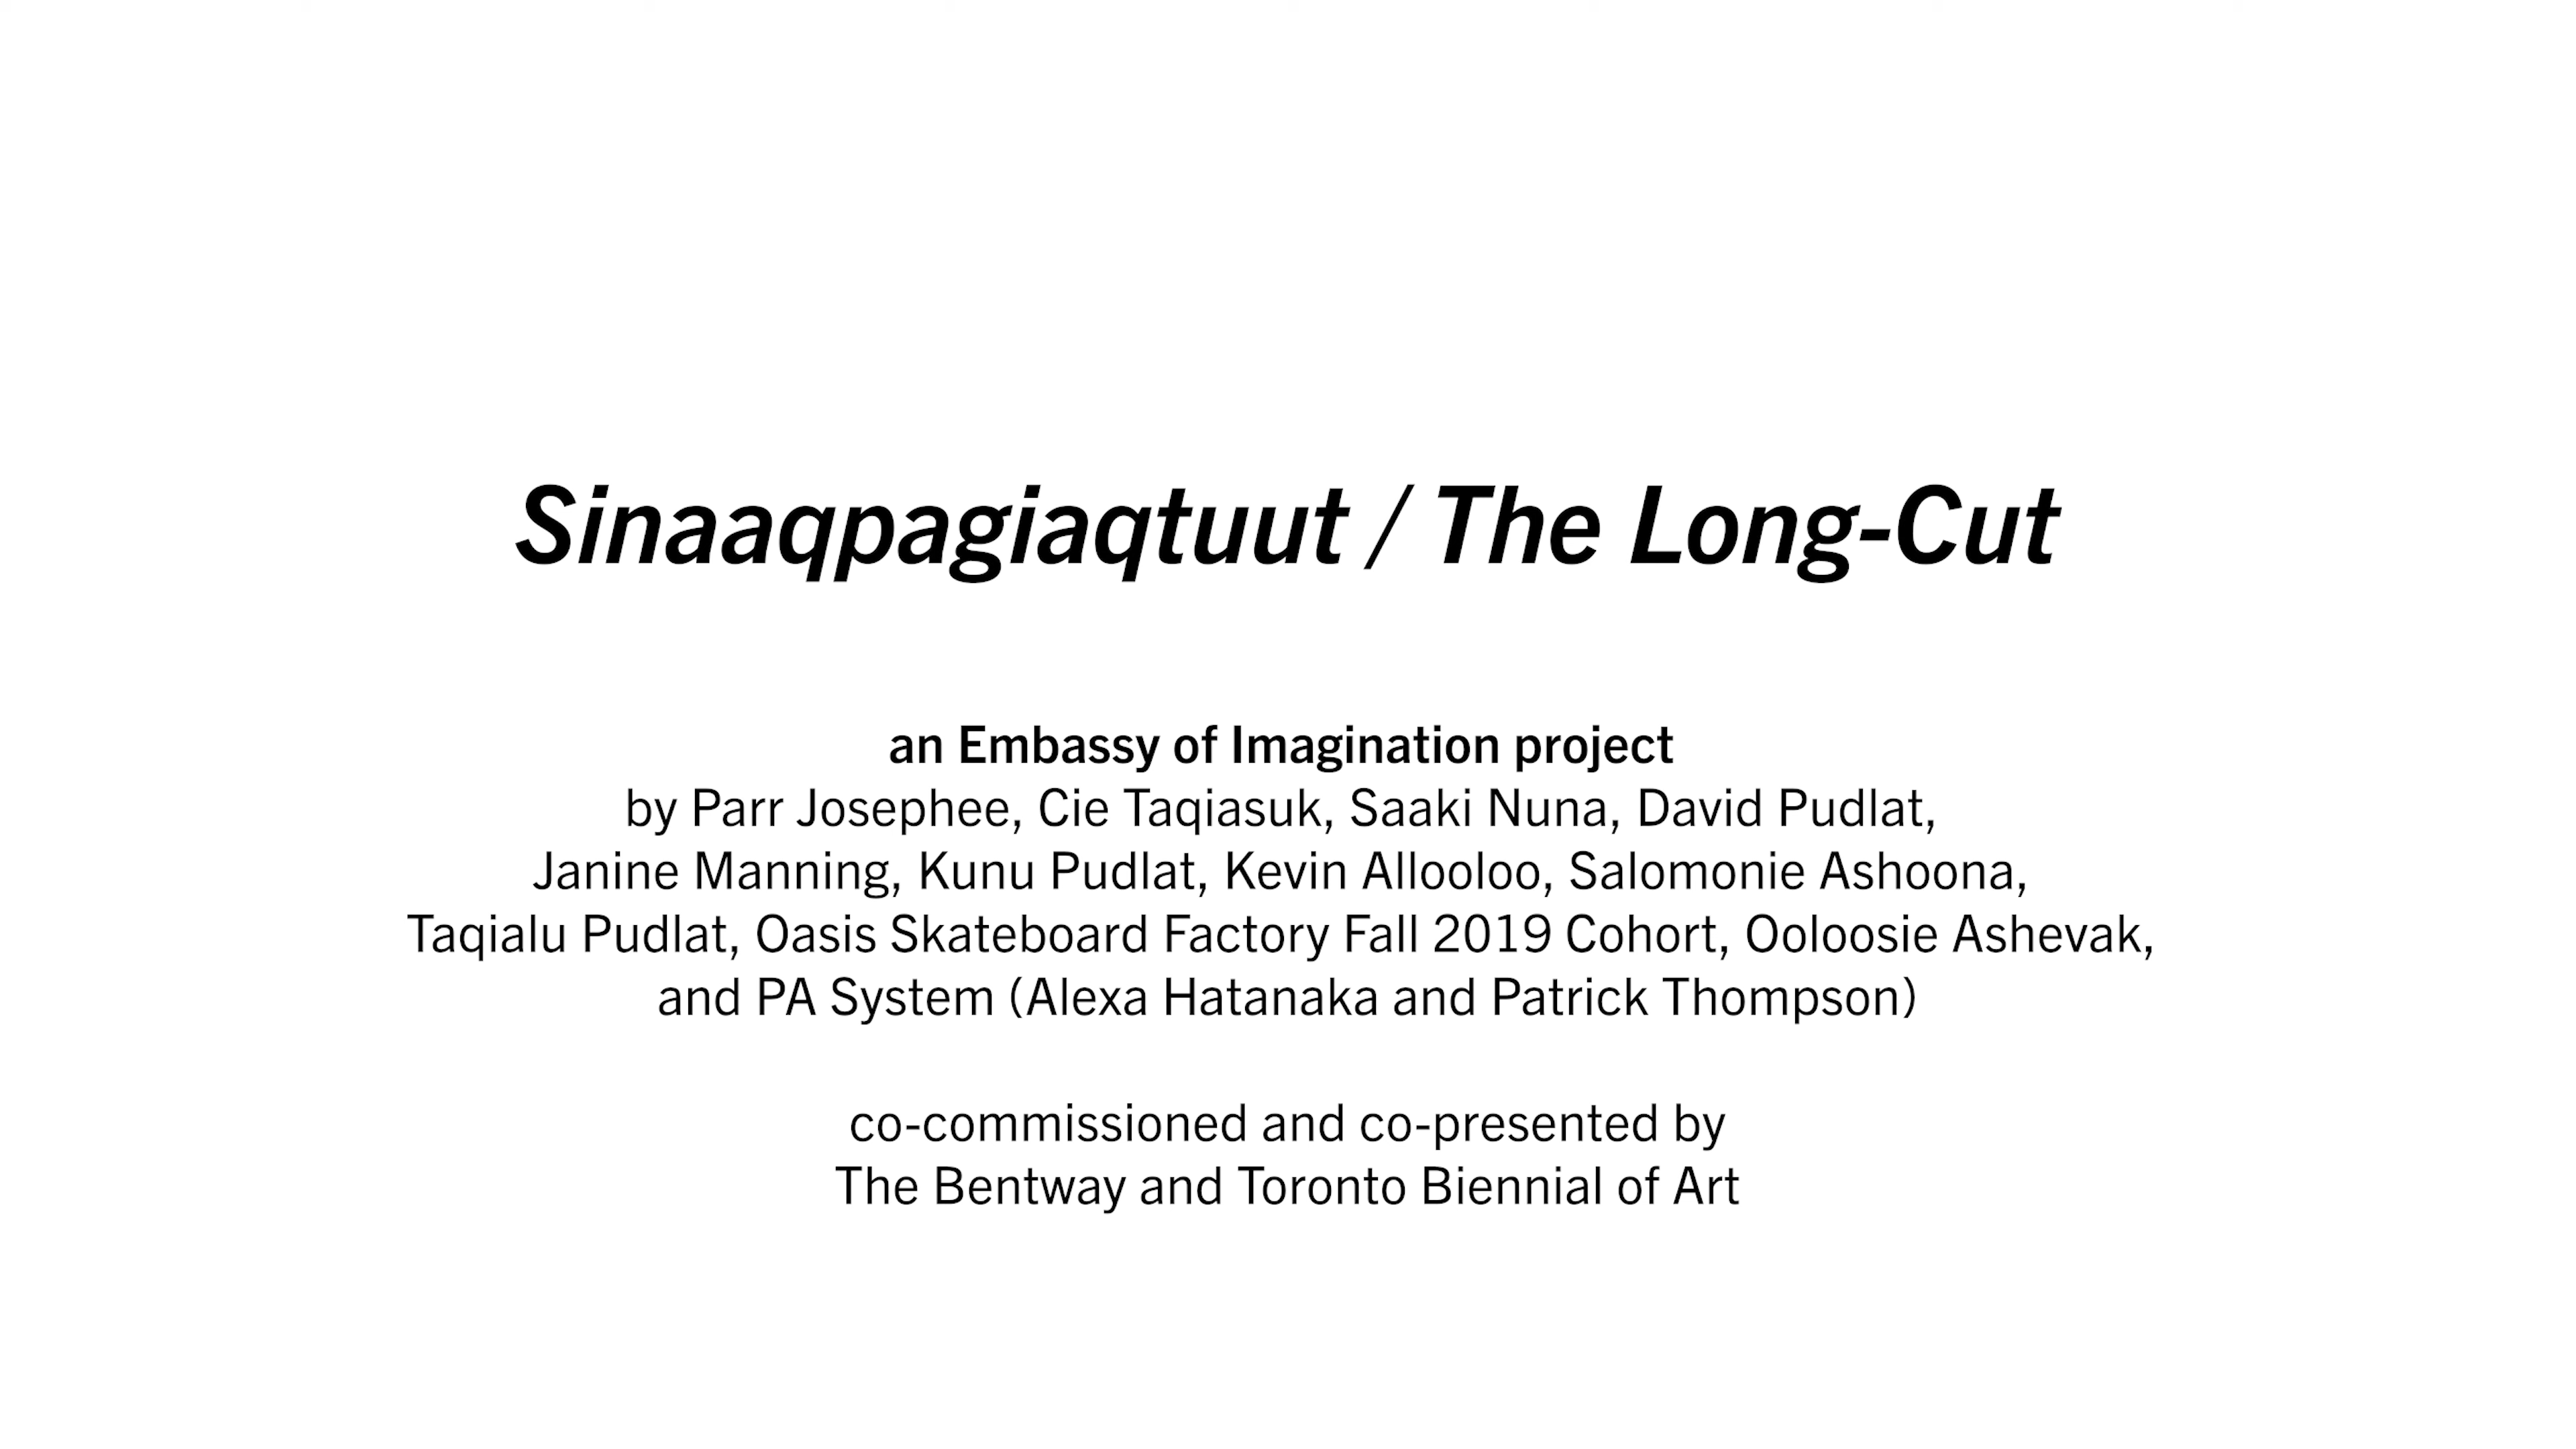 Sinaaqpagiaqtuut / The Long-Cut
an Embassy of Imagination project
by Parr Josephee, Cie Taqiasuk, Saaki Nuna, David Pudlat,
Janine Manning, Kunu Pudlat, Kevin Allooloo, Salomonie Ashoona,
Taqialu Pudlat, Oasis Skateboard Factory Fall 2019 Cohort, Ooloosie Ashevak,
and PA System (Alexa Hatanaka and Patrick Thompson)
co-commissioned and co-presented by
The Bentway and Toronto Biennial of Art